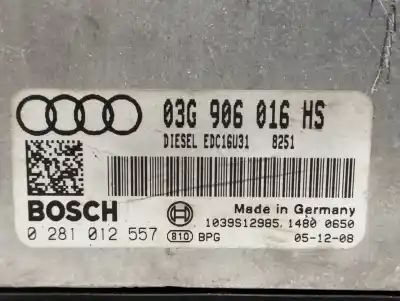 03G 906 016 HS
DIESEL EDC16U31 8251
BOSCH
Made in Germany
1039S12985.1480 0650
0 281 012 557
810 BPG
05-12-08